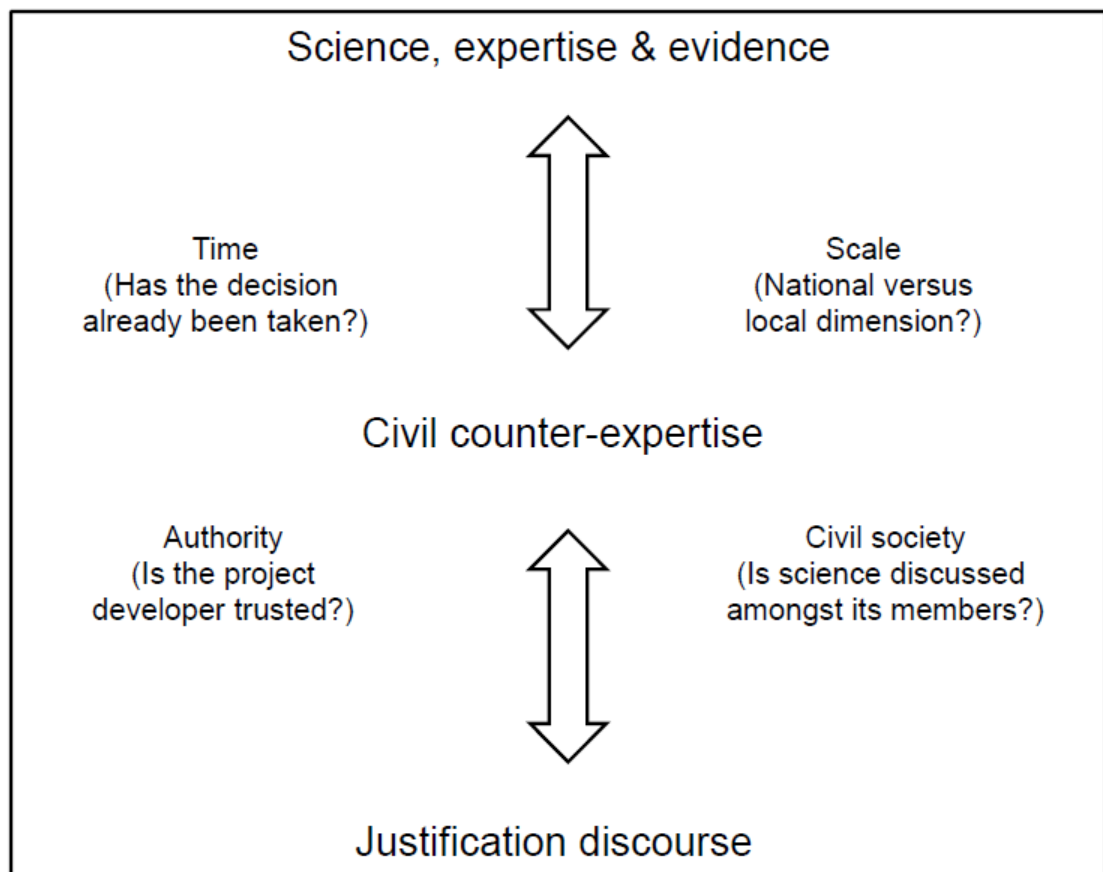 Science, expertise & evidence
Time
(Has the decision
already been taken?)
Scale
(National versus
local dimension?)
Civil counter-expertise
Authority
(Is the project
developer trusted?)
Civil society
(Is science discussed
amongst its members?)
Justification discourse